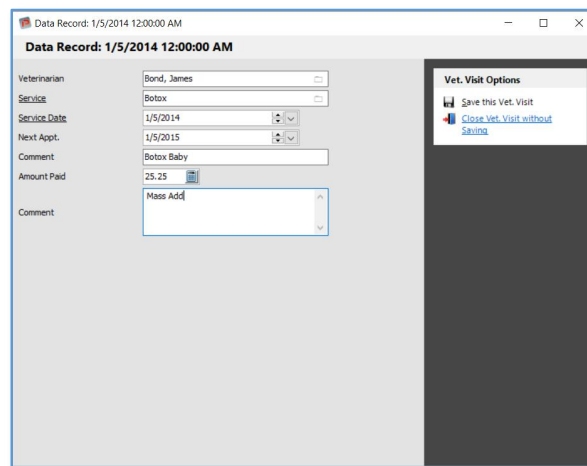 Data Record: 1/5/2014 12:00:00 AM
Data Record: 1/5/2014 12:00:00 AM
Veterinarian Bond, James
Service Botox
Service Date 1/5/2014
Next Appt. 1/5/2015
Comment Botox Baby
Amount Paid 25.25
Comment Mass Add
Vet. Visit Options
Save this Vet. Visit
Close Vet. Visit without
Saving